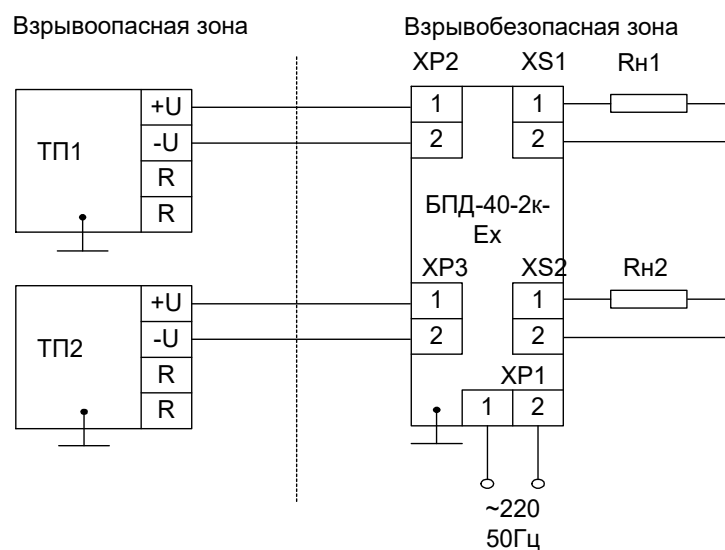 Взрывоопасная зона
Взрывобезопасная зона
XP2
XS1
Rн1
ТП1
+U
-U
R
R
1
2
1
2
БПД-40-2к-
Ex
XP3
XS2
Rн2
ТП2
+U
-U
R
R
1
2
1
2
XP1
1
2
~220
50Гц